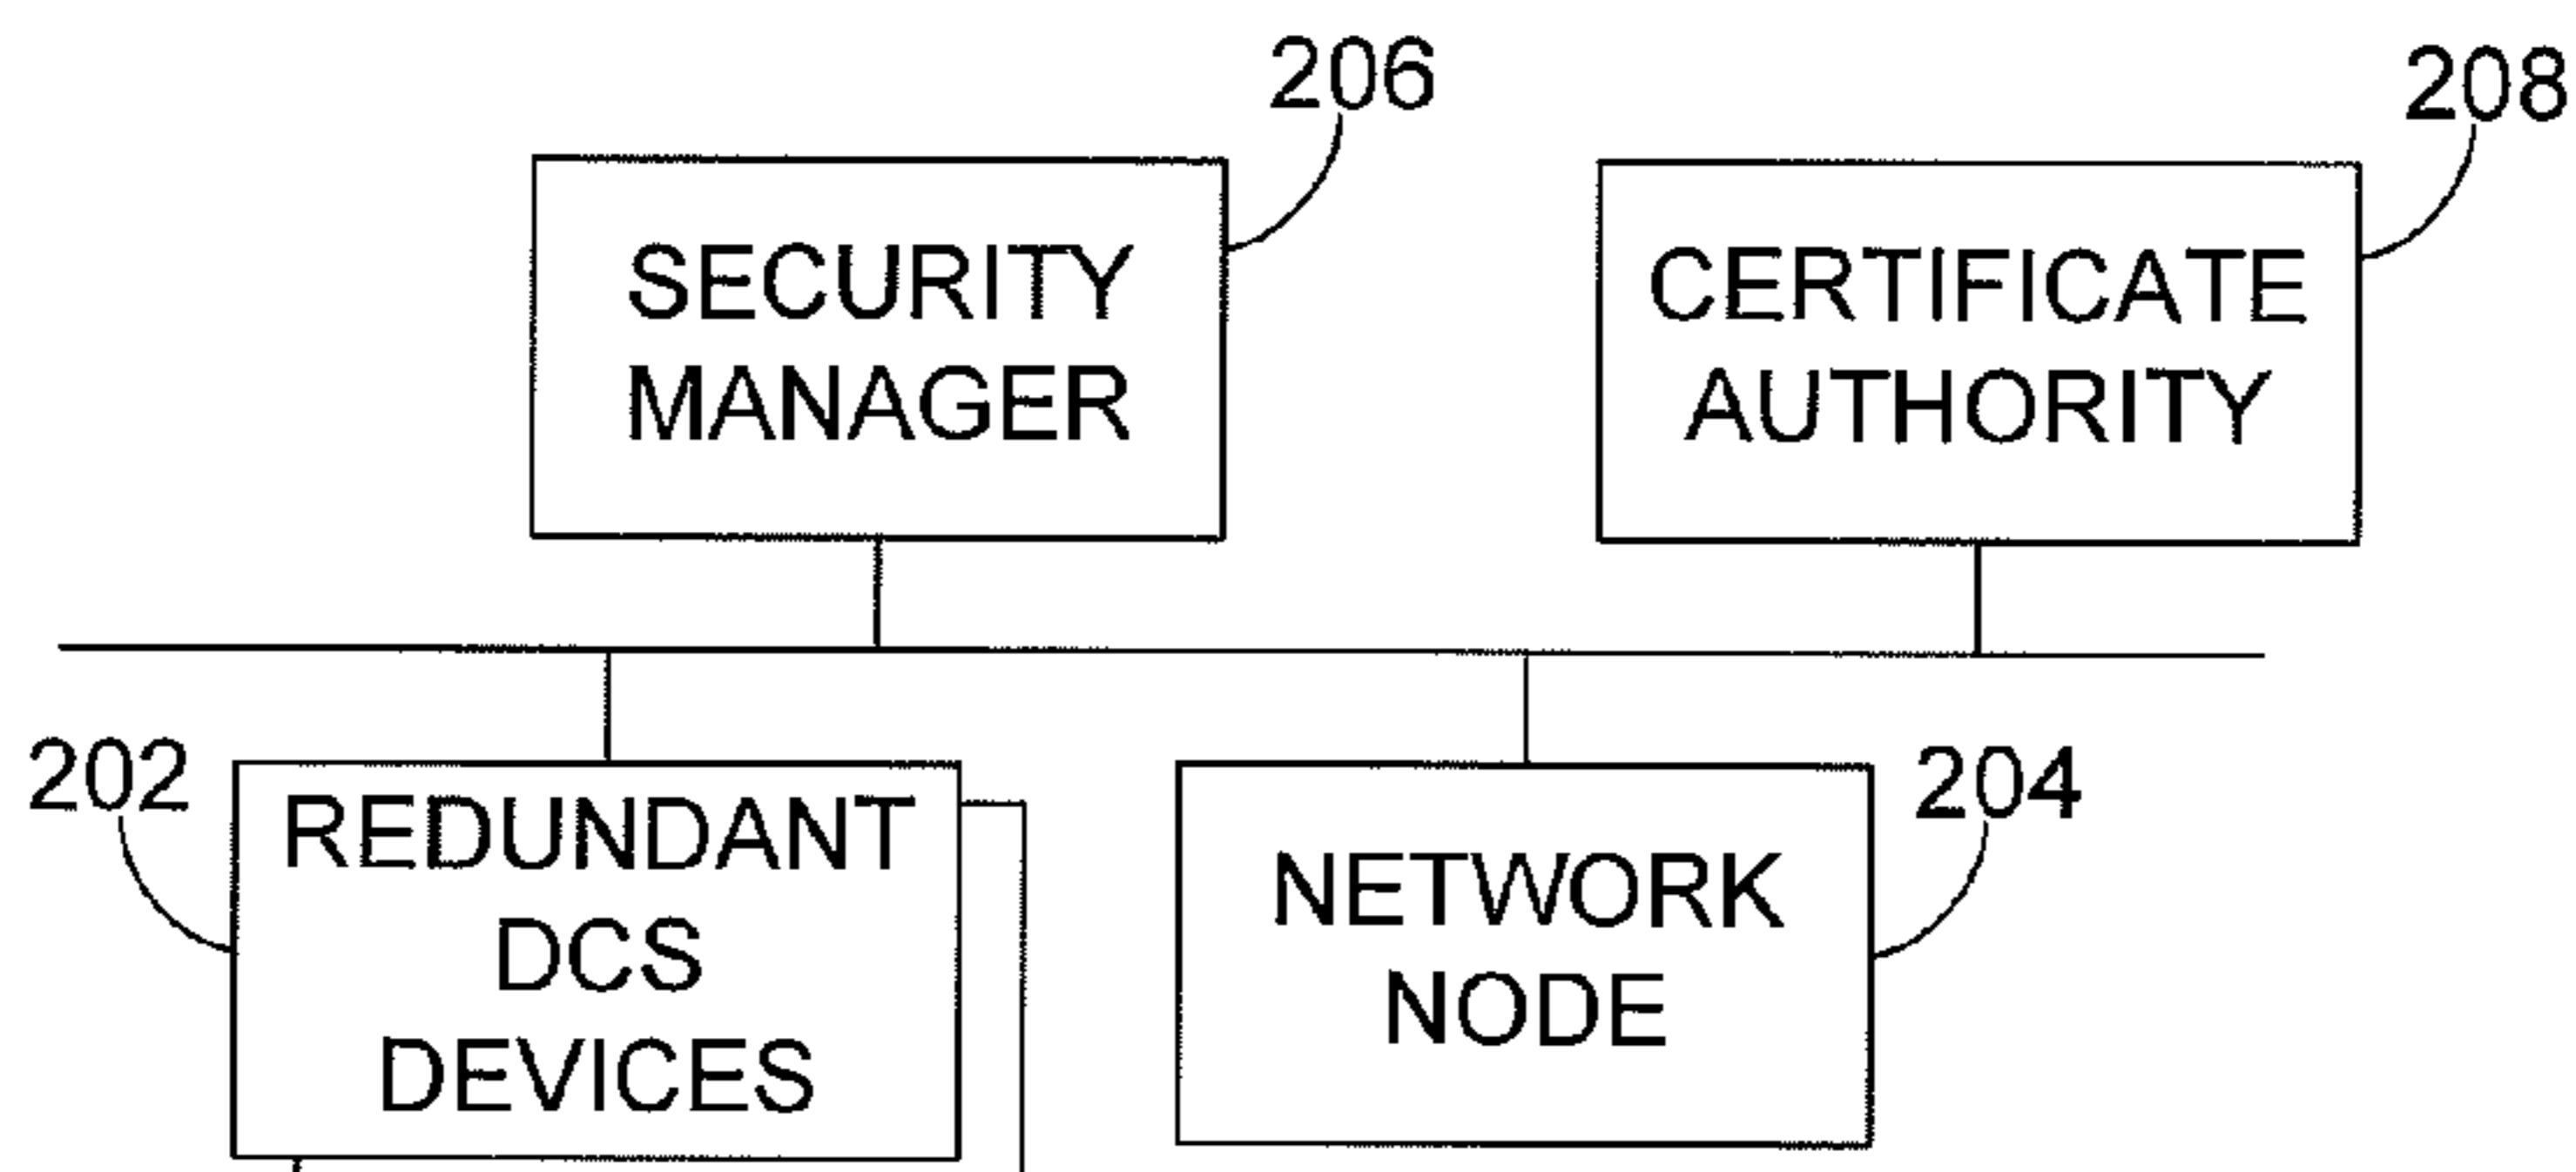 206
208
SECURITY
MANAGER
CERTIFICATE
AUTHORITY
202
REDUNDANT
DCS
DEVICES
204
NETWORK
NODE